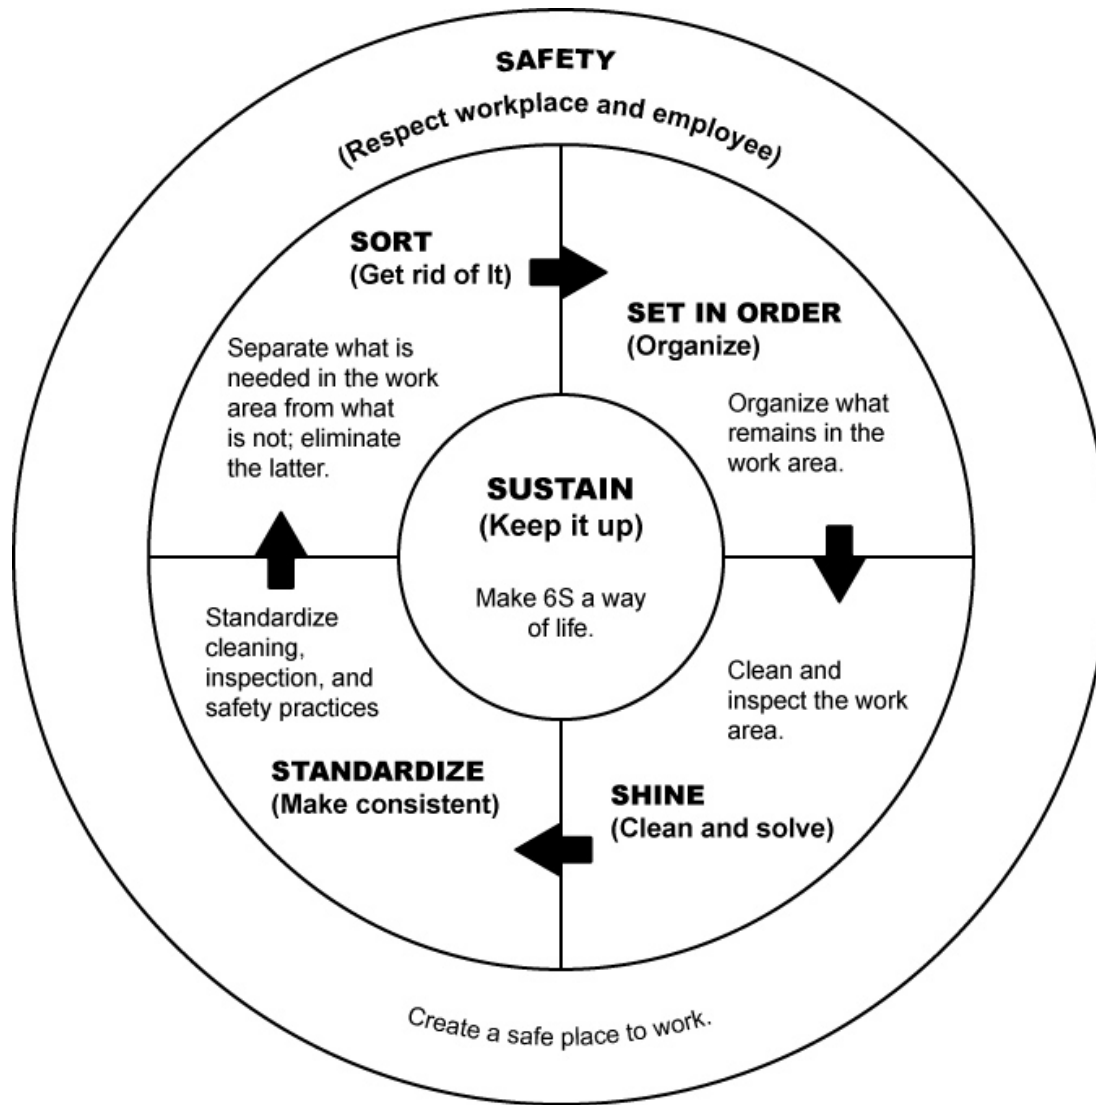 SAFETY
(Respect workplace and employee)
SORT
(Get rid of It)
Separate what is
needed in the work
area from what
is not; eliminate
the latter.
SET IN ORDER
(Organize)
Organize what
remains in the
work area.
SUSTAIN
(Keep it up)
Make 6S a way
of life.
Clean and
inspect the work
area.
SHINE
(Clean and solve)
Standardize
cleaning,
inspection, and
safety practices
STANDARDIZE
(Make consistent)
Create a safe place to work.